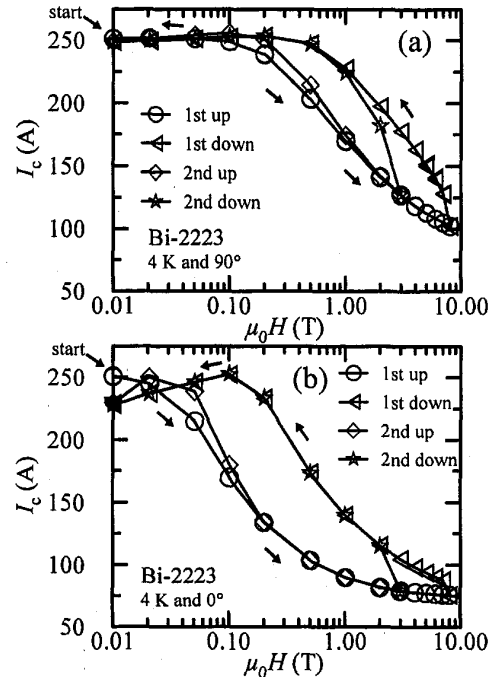 start
250
(a)
200
1st up
1st down
2nd up
2nd down
150
100
Bi-2223
4 K and 90°
50
I_c (A)
0.01 0.10 1.00 10.00
μ₀H (T)
start
250
(b)
1st up
1st down
2nd up
2nd down
200
150
100
Bi-2223
4 K and 0°
50
I_c (A)
0.01 0.10 1.00 10.00
μ₀H (T)